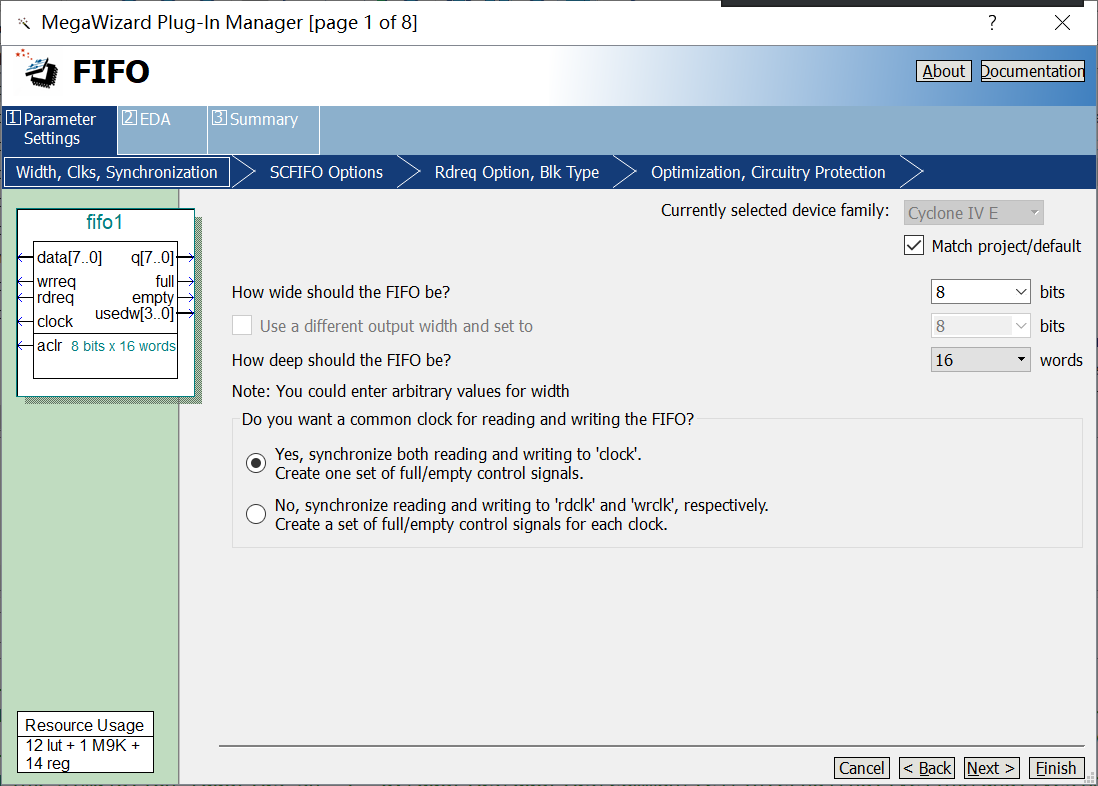 MegaWizard Plug-In Manager [page 1 of 8]
?
FIFO
About
Documentation
1 Parameter Settings
2 EDA
3 Summary
Width, Clks, Synchronization
SCFIFO Options
Rdreq Option, Blk Type
Optimization, Circuitry Protection
fifo1
data[7..0] q[7..0]
wrreq full
rdreq empty
usedw[3..0]
clock
aclr 8 bits x 16 words
Currently selected device family: Cyclone IV E
Match project/default
How wide should the FIFO be? 8 bits
Use a different output width and set to 8 bits
How deep should the FIFO be? 16 words
Note: You could enter arbitrary values for width
Do you want a common clock for reading and writing the FIFO?
Yes, synchronize both reading and writing to 'clock'.
Create one set of full/empty control signals.
No, synchronize reading and writing to 'rdclk' and 'wrclk', respectively.
Create a set of full/empty control signals for each clock.
Resource Usage
12 lut + 1 M9K +
14 reg
Cancel
< Back
Next >
Finish